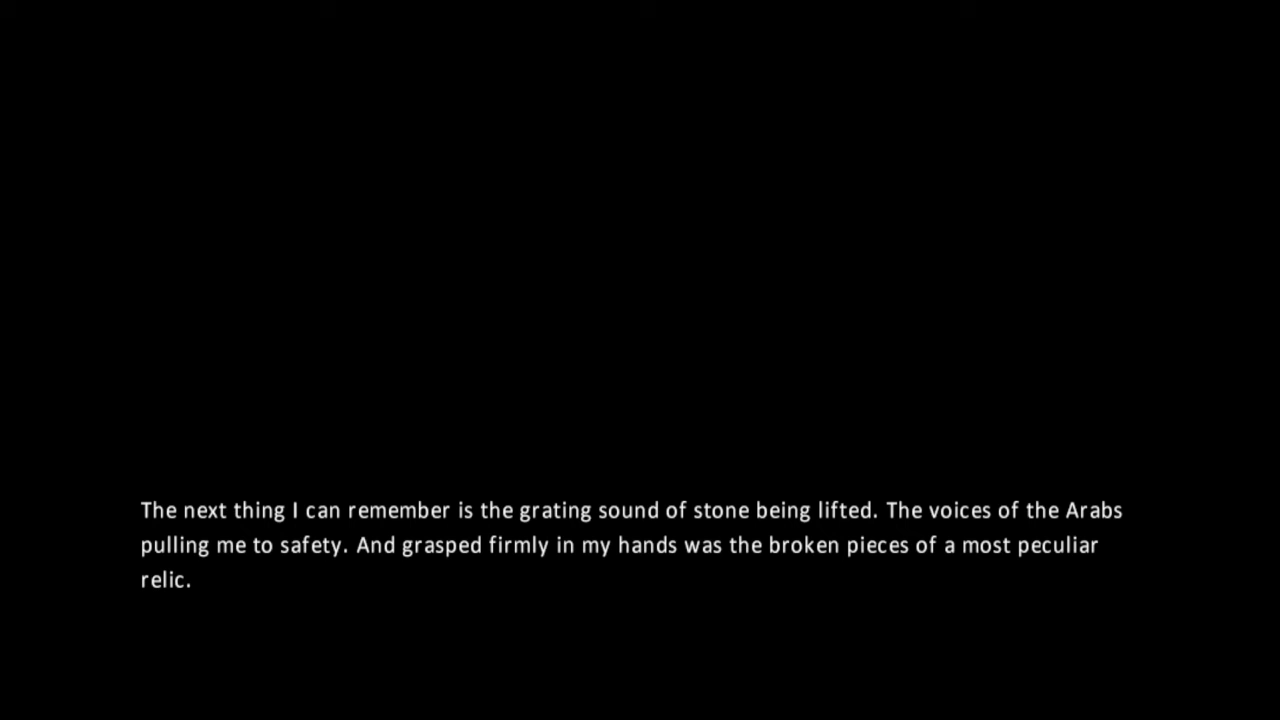 The next thing I can remember is the grating sound of stone being lifted. The voices of the Arabs
pulling me to safety. And grasped firmly in my hands was the broken pieces of a most peculiar
relic.